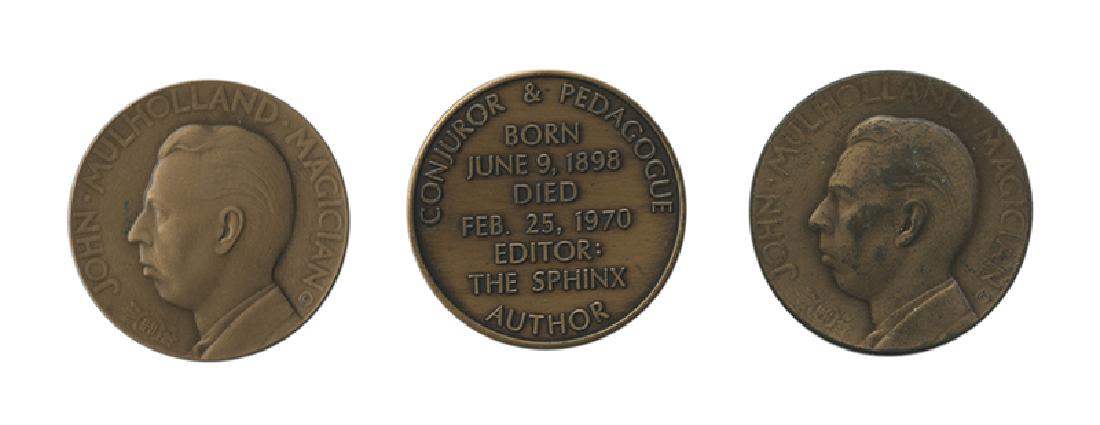 JOHN · MULHOLLAND · MAGICIAN
CONJUROR & PEDAGOGUE
BORN
JUNE 9, 1898
DIED
FEB. 25, 1970
EDITOR:
THE SPHINX
AUTHOR
JOHN · MULHOLLAND · MAGICIAN